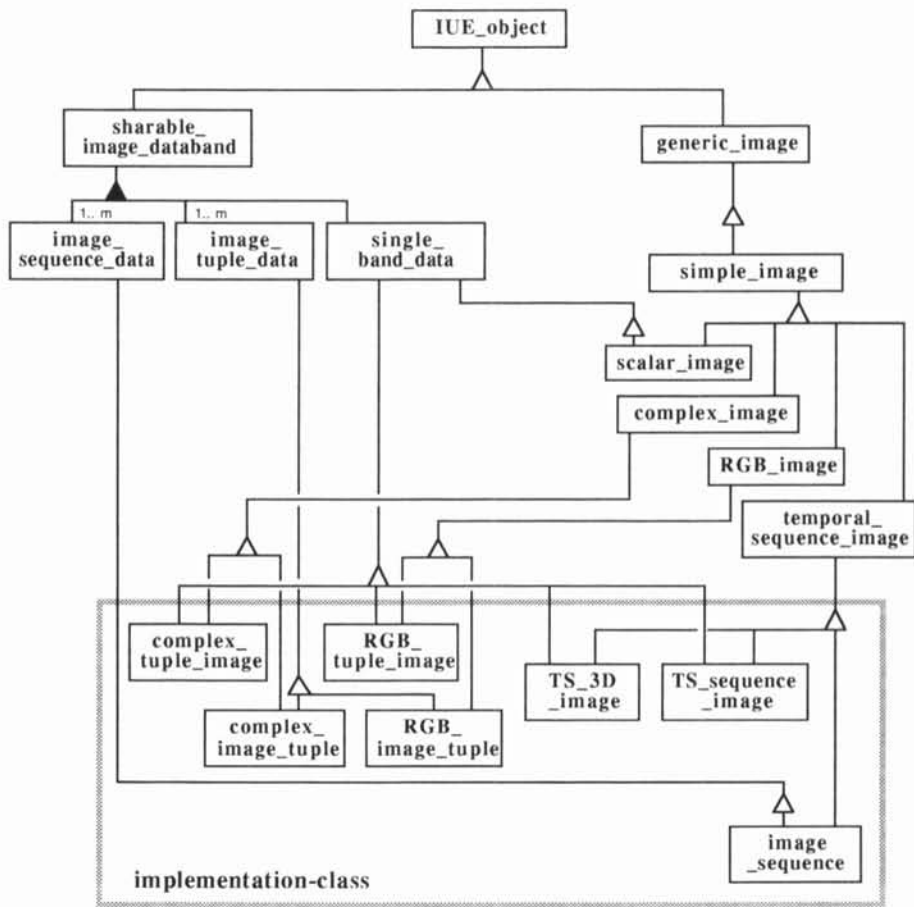 IUE_object
sharable_
image_databand
generic_image
1.. m
1.. m
image_
sequence_data
image_
tuple_data
single_
band_data
simple_image
scalar_image
complex_image
RGB_image
temporal_
sequence_image
complex_
tuple_image
RGB_
tuple_image
TS_3D
_image
TS_sequence
_image
complex_
image_tuple
RGB_
image_tuple
image
_sequence
implementation-class